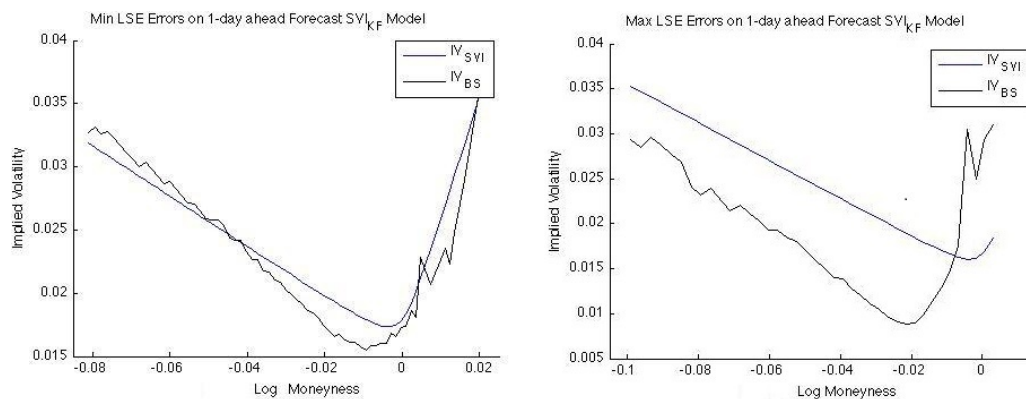 Min LSE Errors on 1-day ahead Forecast SVI_KF Model
0.04
0.035
0.03
0.025
0.02
0.015
-0.08 -0.06 -0.04 -0.02 0 0.02
Implied Volatility
Log Moneyness
IV_SVI
IV_BS
Max LSE Errors on 1-day ahead Forecast SVI_KF Model
0.04
0.035
0.03
0.025
0.02
0.015
0.01
0.005
-0.1 -0.08 -0.06 -0.04 -0.02 0
Implied Volatility
Log Moneyness
IV_SVI
IV_BS